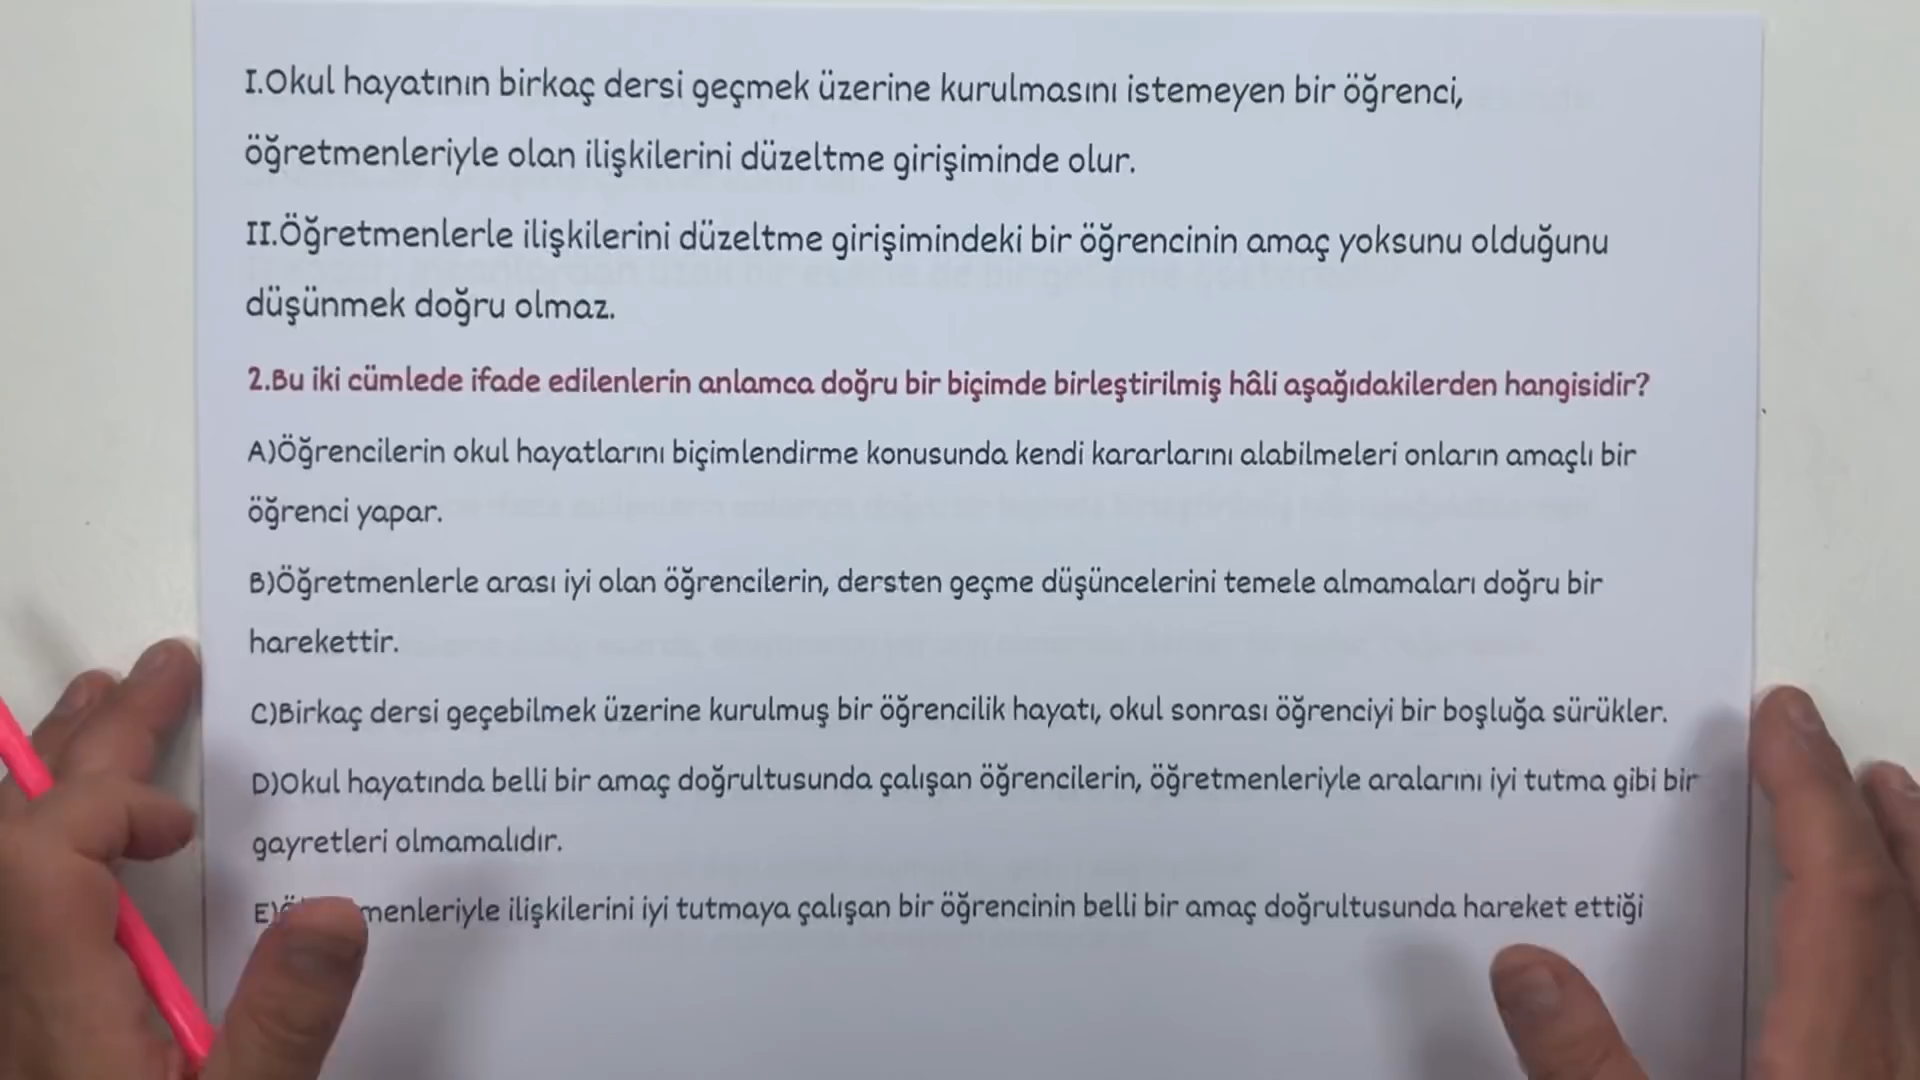 I.Okul hayatının birkaç dersi geçmek üzerine kurulmasını istemeyen bir öğrenci,
öğretmenleriyle olan ilişkilerini düzeltme girişiminde olur.
II.Öğretmenlerle ilişkilerini düzeltme girişimindeki bir öğrencinin amaç yoksunu olduğunu
düşünmek doğru olmaz.
2.Bu iki cümlede ifade edilenlerin anlamca doğru bir biçimde birleştirilmiş hâli aşağıdakilerden hangisidir?
A)Öğrencilerin okul hayatlarını biçimlendirme konusunda kendi kararlarını alabilmeleri onların amaçlı bir
öğrenci yapar.
B)Öğretmenlerle arası iyi olan öğrencilerin, dersten geçme düşüncelerini temele almamaları doğru bir
harekettir.
C)Birkaç dersi geçebilmek üzerine kurulmuş bir öğrencilik hayatı, okul sonrası öğrenciyi bir boşluğa sürükler.
D)Okul hayatında belli bir amaç doğrultusunda çalışan öğrencilerin, öğretmenleriyle aralarını iyi tutma gibi bir
gayretleri olmamalıdır.
E) ilişkilerini iyi tutmaya çalışan bir öğrencinin belli bir amaç doğrultusunda hareket ettiği